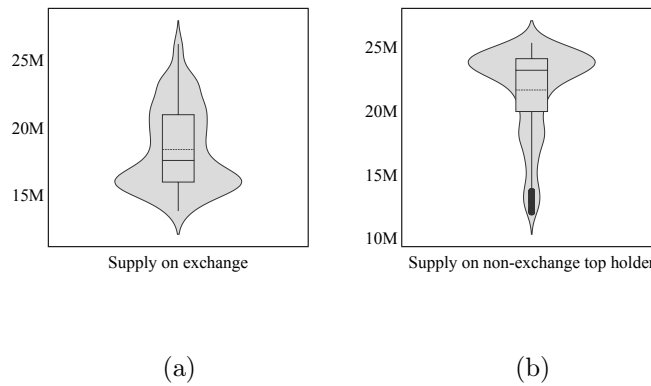 25M
20M
15M
Supply on exchange
(a)
25M
20M
15M
10M
Supply on non-exchange top holder
(b)